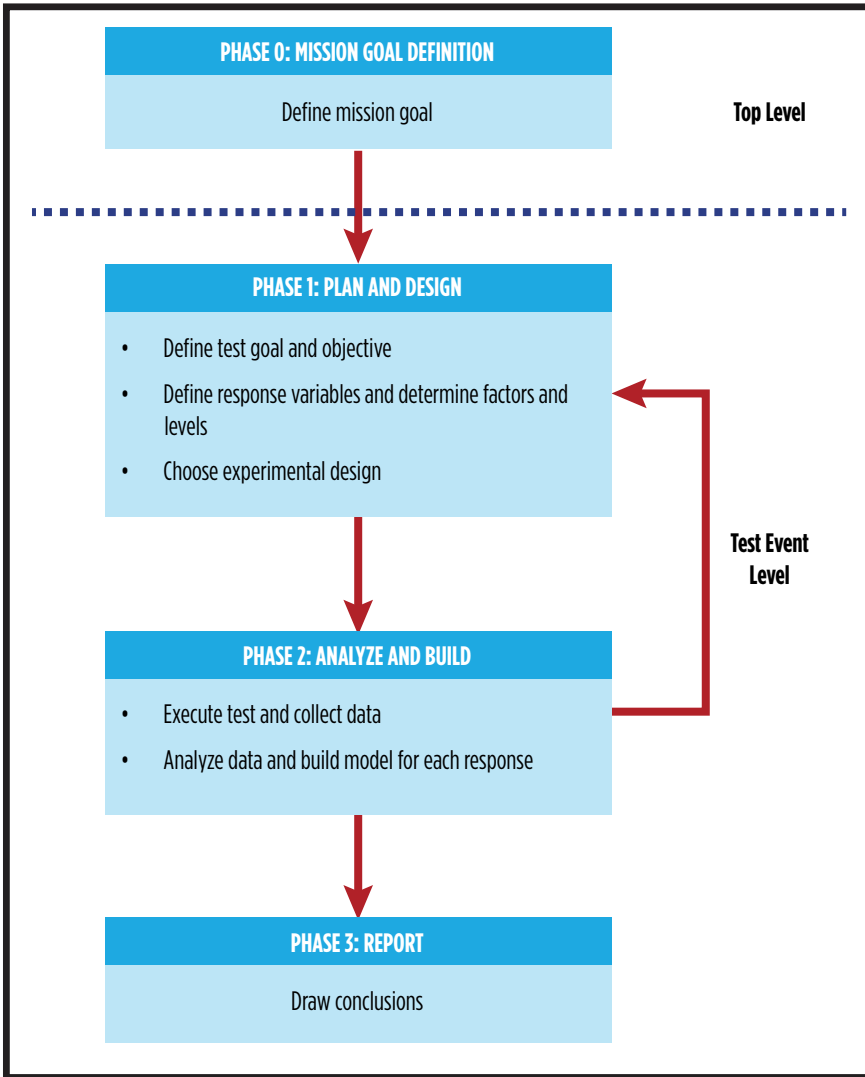 PHASE 0: MISSION GOAL DEFINITION
Define mission goal
Top Level
PHASE 1: PLAN AND DESIGN
• Define test goal and objective
• Define response variables and determine factors and
levels
• Choose experimental design
Test Event
Level
PHASE 2: ANALYZE AND BUILD
• Execute test and collect data
• Analyze data and build model for each response
PHASE 3: REPORT
Draw conclusions